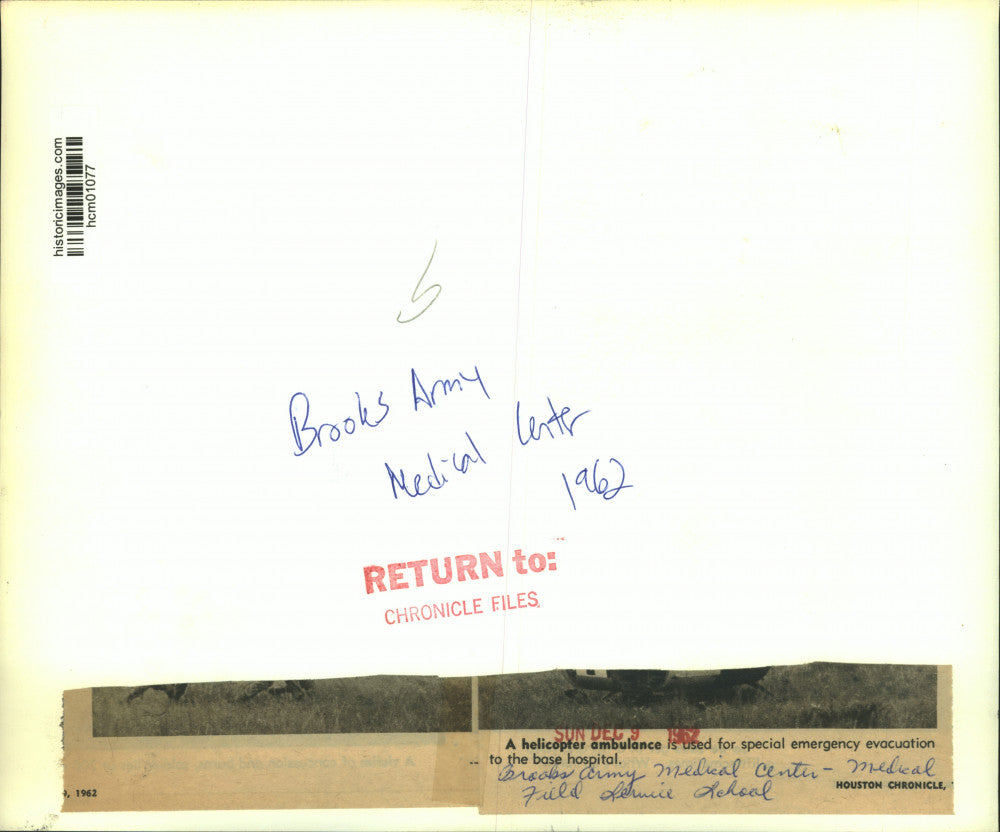 historicimages.com
hcm01077
5
Brooks Army
Medical Center
1962
RETURN to:
CHRONICLE FILES
SUN DEC 9 1962
A helicopter ambulance is used for special emergency evacuation
to the base hospital.
Brooks Army Medical Center - Medical
Field Service School
HOUSTON CHRONICLE,
9, 1962